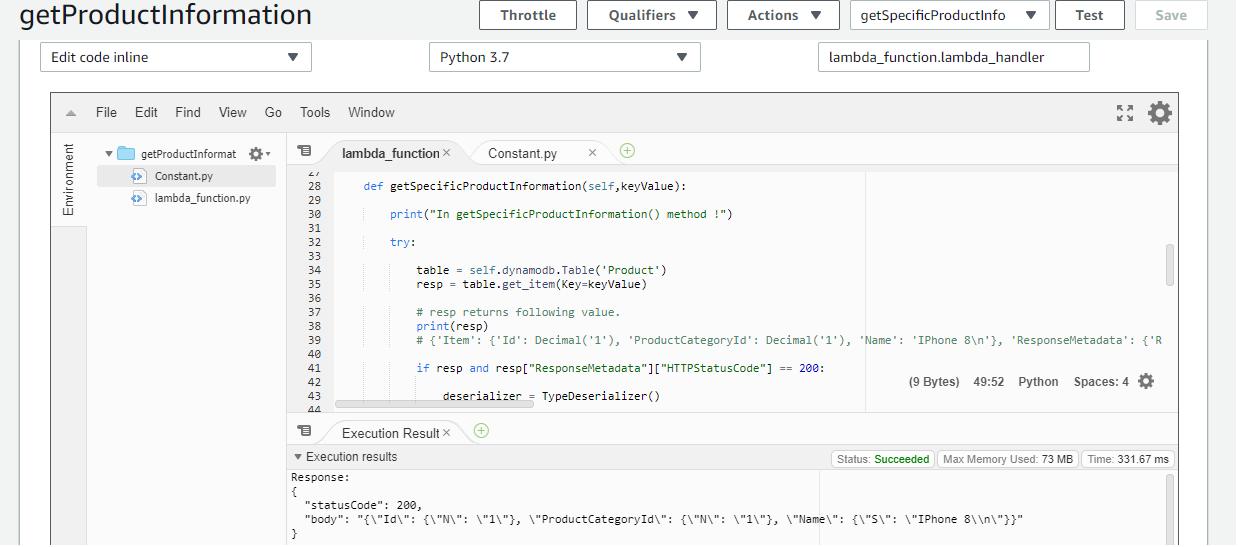 getProductInformation
Throttle
Qualifiers
Actions
getSpecificProductInfo
Test
Save
Edit code inline
Python 3.7
lambda_function.lambda_handler
File Edit Find View Go Tools Window
Environment
getProductInformat
Constant.py
lambda_function.py
lambda_function Constant.py
27
28 def getSpecificProductInformation(self,keyValue):
29
30 print("In getSpecificProductInformation() method !")
31
32 try:
33
34 table = self.dynamodb.Table('Product')
35 resp = table.get_item(Key=keyValue)
36
37 # resp returns following value.
38 print(resp)
39 # {'Item': {'Id': Decimal('1'), 'ProductCategoryId': Decimal('1'), 'Name': 'IPhone 8\n'}, 'ResponseMetadata': {'R
40
41 if resp and resp["ResponseMetadata"]["HTTPStatusCode"] == 200:
42
43 deserializer = TypeDeserializer()
44
(9 Bytes) 49:52 Python Spaces: 4
Execution Result
Execution results
Status: Succeeded
Max Memory Used: 73 MB
Time: 331.67 ms
Response:
{
"statusCode": 200,
"body": "{\"Id\": {\"N\": \"1\"}, \"ProductCategoryId\": {\"N\": \"1\"}, \"Name\": {\"S\": \"IPhone 8\\n\"}}"
}